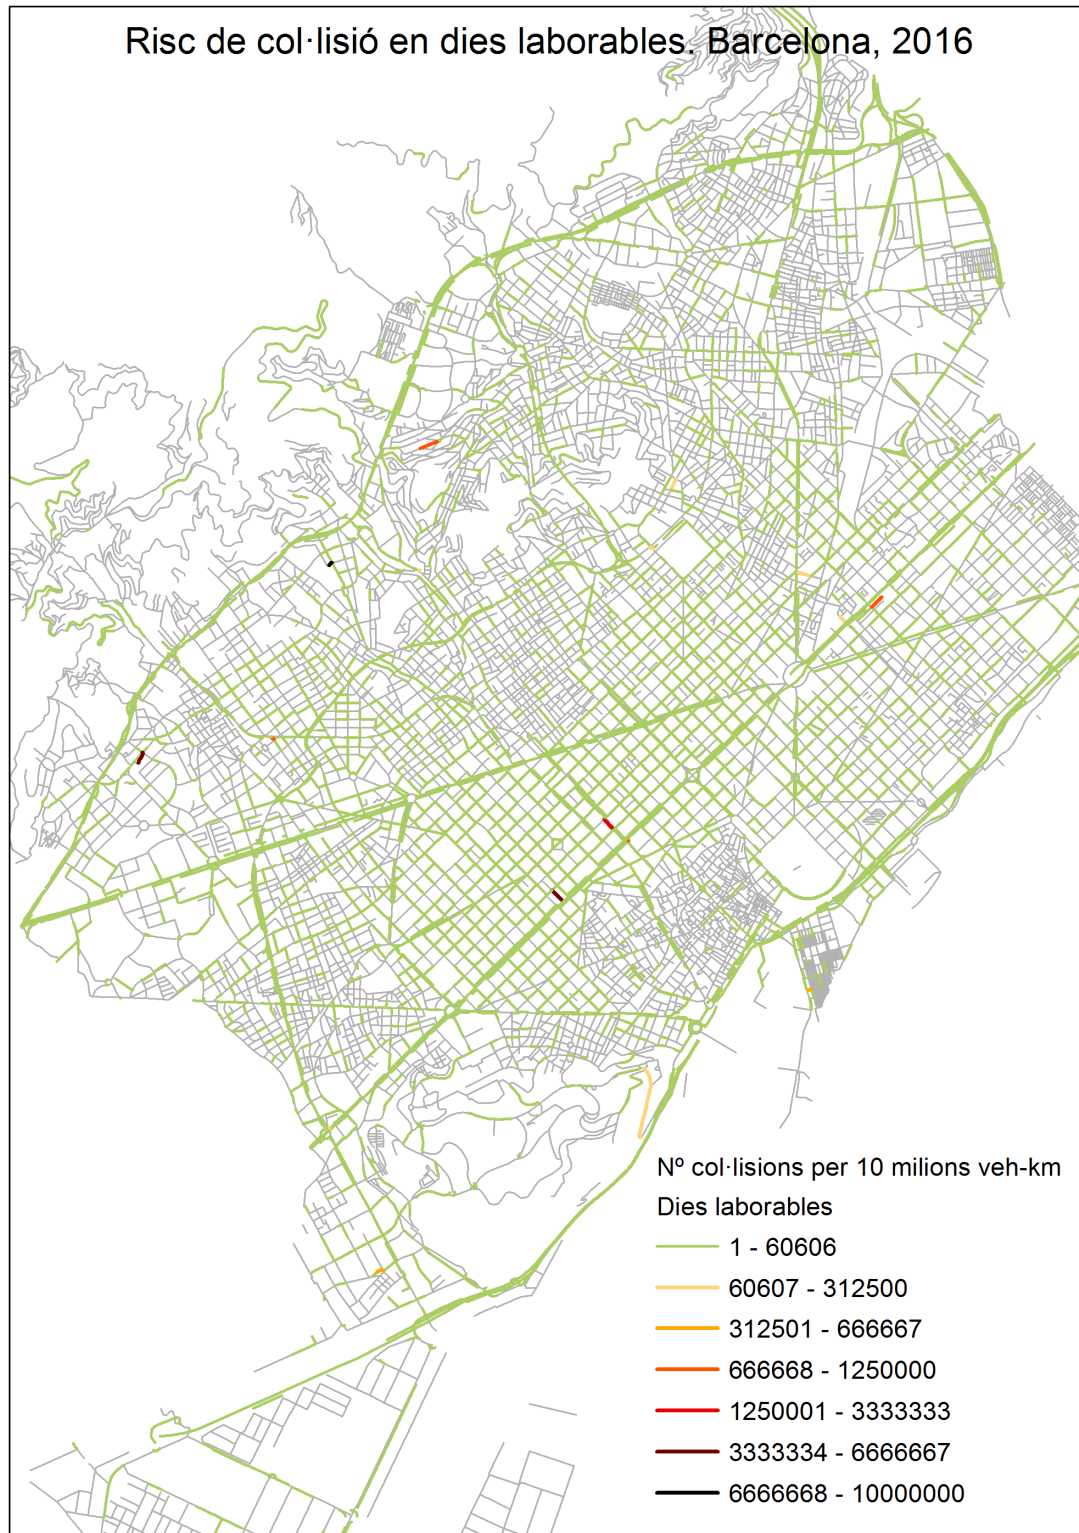 Risc de col·lisió en dies laborables. Barcelona, 2016
Nº col·lisions per 10 milions veh-km
Dies laborables
1 - 60606
60607 - 312500
312501 - 666667
666668 - 1250000
1250001 - 3333333
3333334 - 6666667
6666668 - 10000000